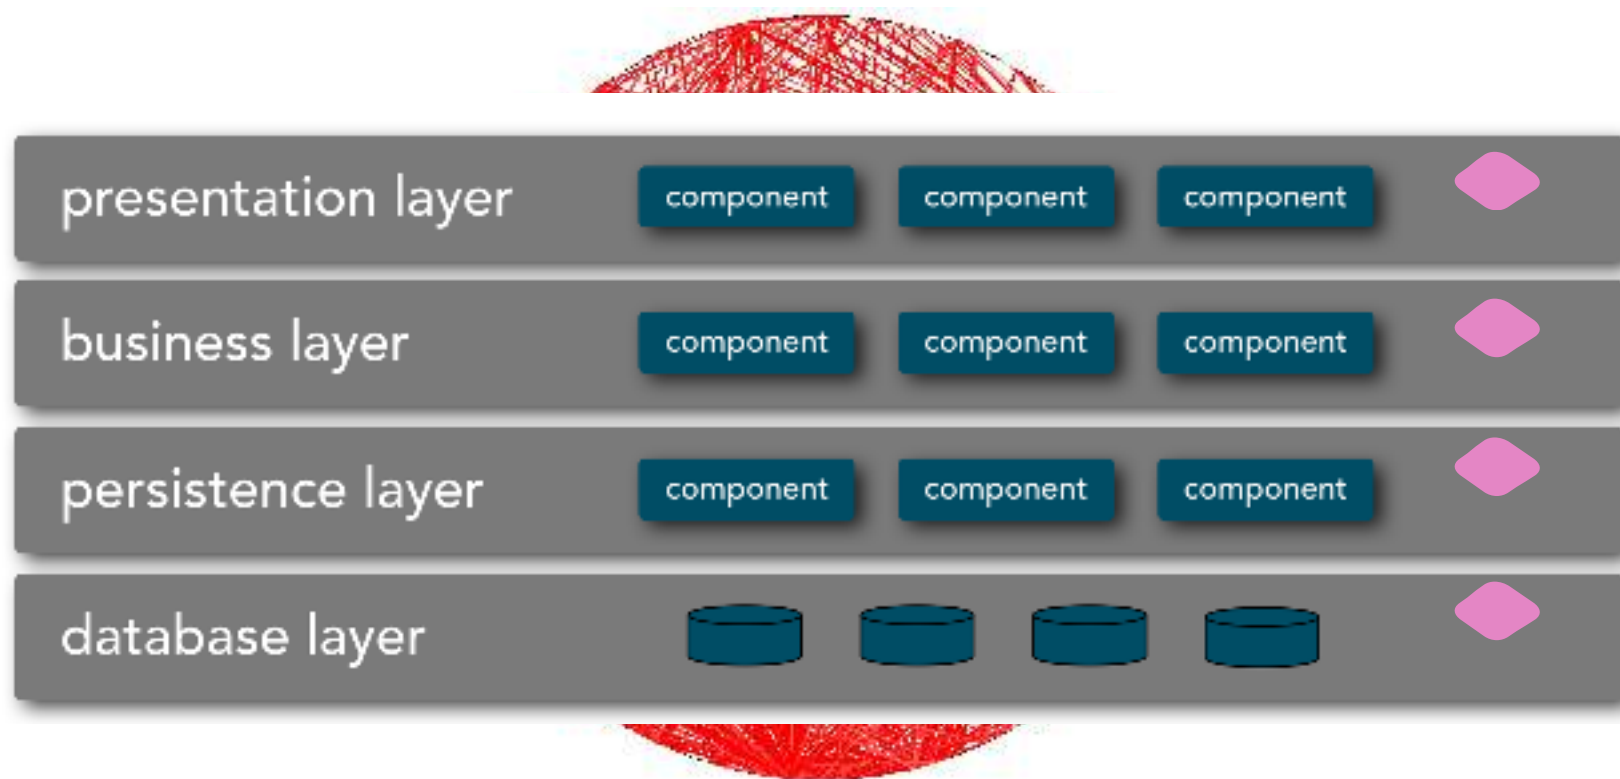 presentation layer component component component
business layer component component component
persistence layer component component component
database layer